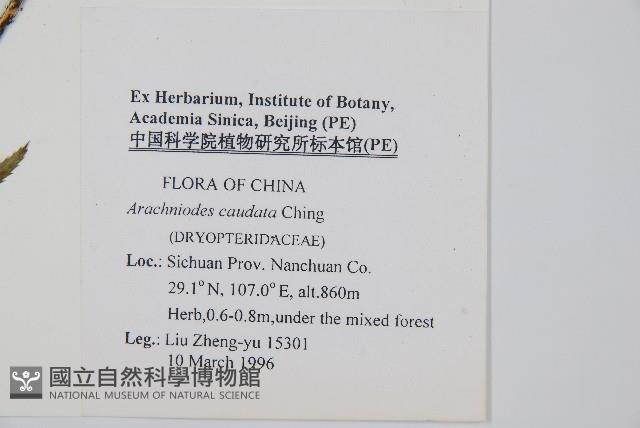 Ex Herbarium, Institute of Botany,
Academia Sinica, Beijing (PE)
中国科学院植物研究所标本馆(PE)
FLORA OF CHINA
Arachniodes caudata Ching
(DRYOPTERIDACEAE)
Loc.: Sichuan Prov. Nanchuan Co.
29.1°N, 107.0°E, alt.860m
Herb,0.6-0.8m,under the mixed forest
Leg.: Liu Zheng-yu 15301
10 March 1996
國立自然科學博物館
NATIONAL MUSEUM OF NATURAL SCIENCE